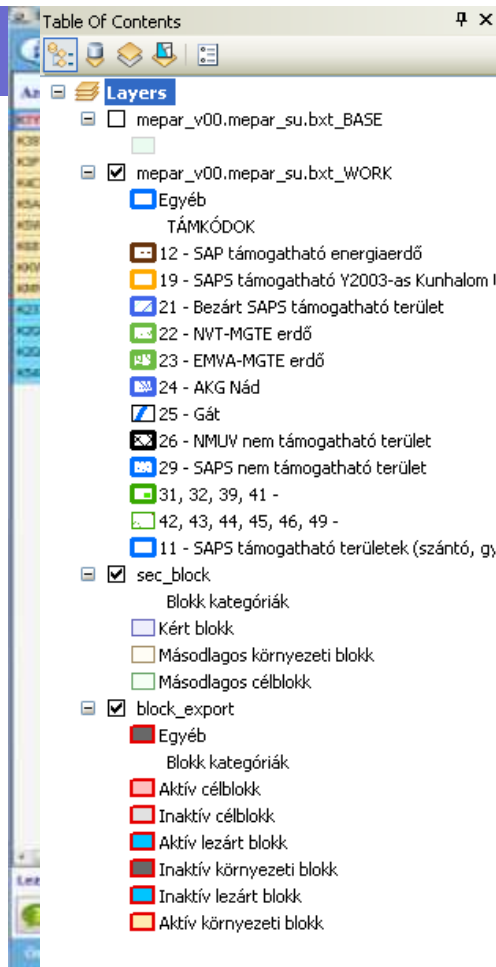 Table Of Contents
Layers
mepar_v00.mepar_su.bxt_BASE
mepar_v00.mepar_su.bxt_WORK
Egyéb
TÁMKÓDOK
12 - SAP támogatható energiaerdő
19 - SAPS támogatható Y2003-as Kunhalom
21 - Bezárt SAPS támogatható terület
22 - NVT-MGTE erdő
23 - EMVA-MGTE erdő
24 - AKG Nád
25 - Gát
26 - NMUV nem támogatható terület
29 - SAPS nem támogatható terület
31, 32, 39, 41 -
42, 43, 44, 45, 46, 49 -
11 - SAPS támogatható területek (szántó, gy
sec_block
Blokk kategóriák
Kért blokk
Másodlagos környezeti blokk
Másodlagos célblokk
block_export
Egyéb
Blokk kategóriák
Aktív célblokk
Inaktív célblokk
Aktív lezárt blokk
Inaktív környezeti blokk
Inaktív lezárt blokk
Aktív környezeti blokk